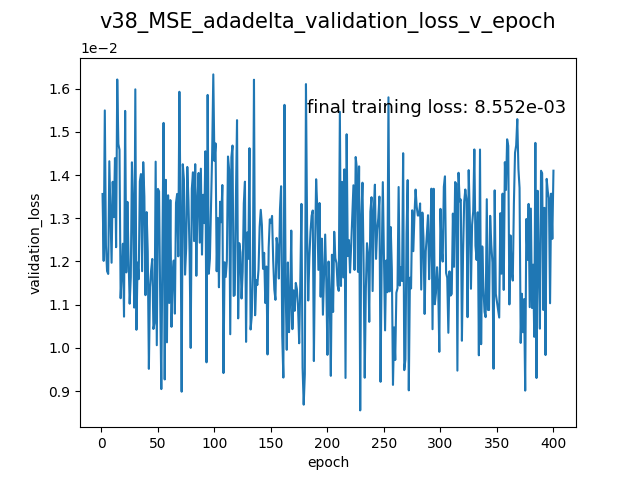 v38_MSE_adadelta_validation_loss_v_epoch
1e−2
final training loss: 8.552e-03
1.6
1.5
1.4
1.3
1.2
1.1
1.0
0.9
validation_loss
0 50 100 150 200 250 300 350 400
epoch